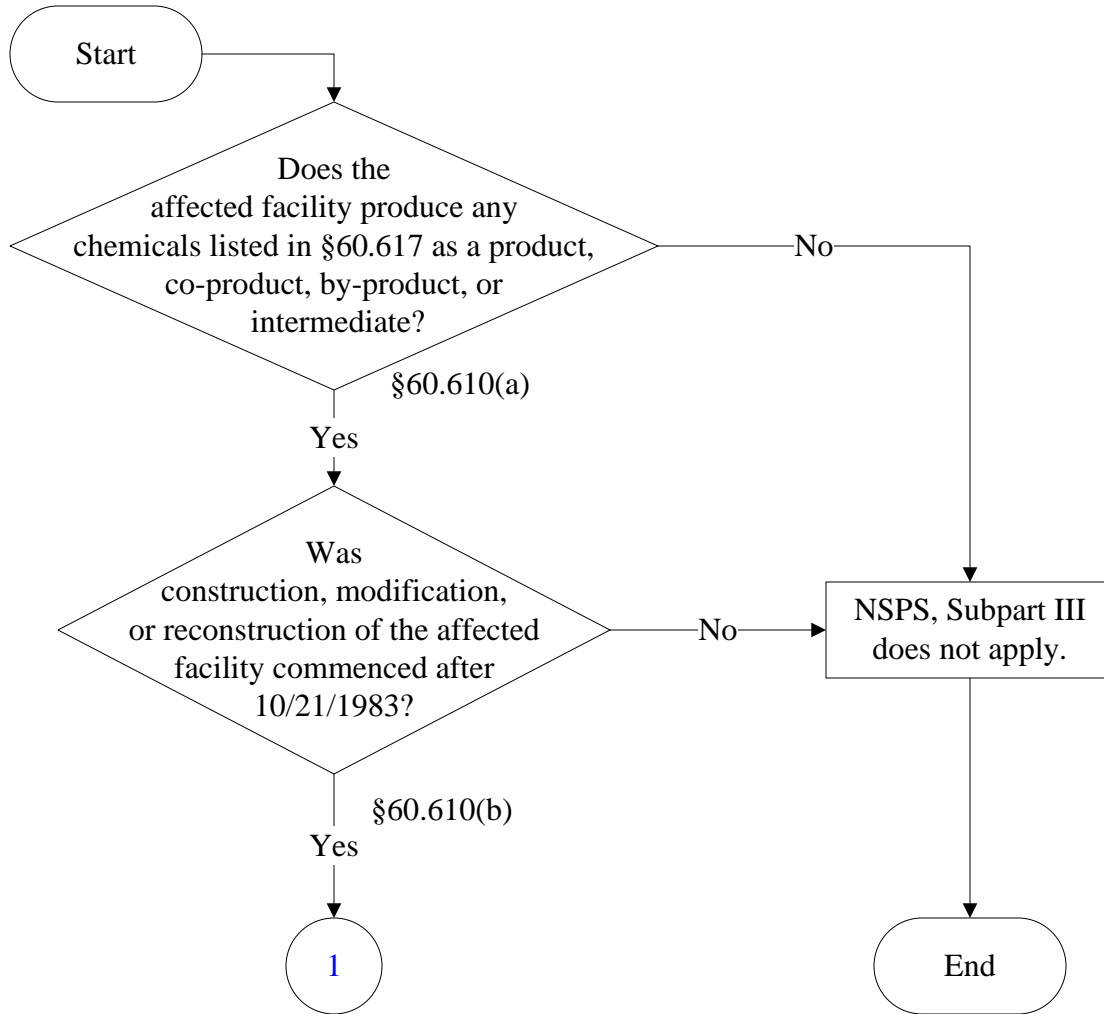 Start
Does the
affected facility produce any
chemicals listed in §60.617 as a product,
co-product, by-product, or
intermediate?
No
§60.610(a)
Yes
Was
construction, modification,
or reconstruction of the affected
facility commenced after
10/21/1983?
No
NSPS, Subpart III
does not apply.
§60.610(b)
Yes
1
End